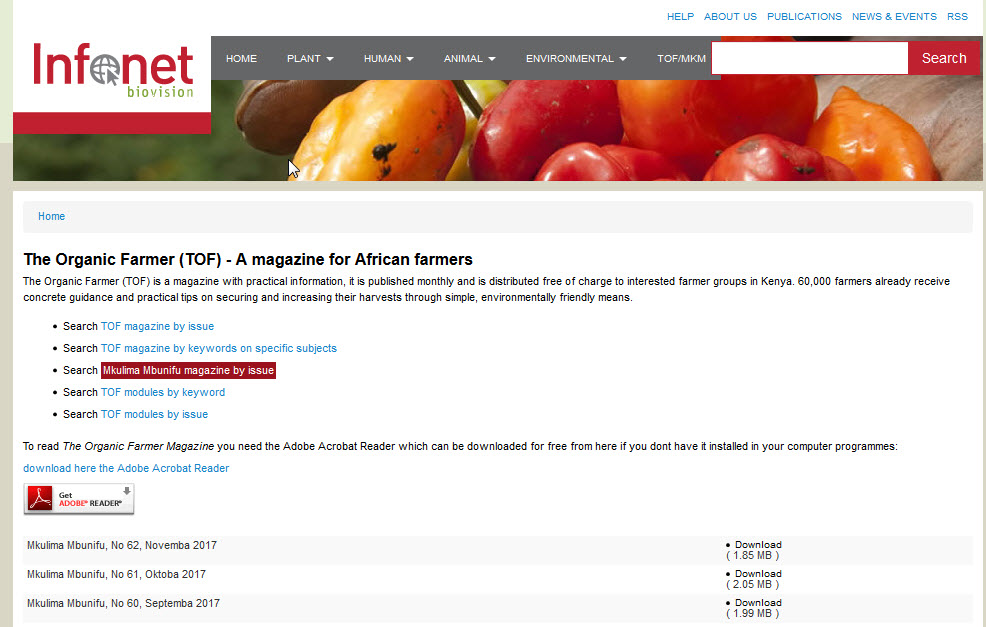 HELP ABOUT US PUBLICATIONS NEWS & EVENTS RSS
Infonet
biovision
HOME PLANT HUMAN ANIMAL ENVIRONMENTAL TOF/MKM Search
Home
The Organic Farmer (TOF) - A magazine for African farmers
The Organic Farmer (TOF) is a magazine with practical information, it is published monthly and is distributed free of charge to interested farmer groups in Kenya. 60,000 farmers already receive
concrete guidance and practical tips on securing and increasing their harvests through simple, environmentally friendly means.
• Search TOF magazine by issue
• Search TOF magazine by keywords on specific subjects
• Search Mkulima Mbunifu magazine by issue
• Search TOF modules by keyword
• Search TOF modules by issue
To read The Organic Farmer Magazine you need the Adobe Acrobat Reader which can be downloaded for free from here if you dont have it installed in your computer programmes:
download here the Adobe Acrobat Reader
Get
ADOBE® READER®
Mkulima Mbunifu, No 62, Novemba 2017 • Download
( 1.85 MB )
Mkulima Mbunifu, No 61, Oktoba 2017 • Download
( 2.05 MB )
Mkulima Mbunifu, No 60, Septemba 2017 • Download
( 1.99 MB )